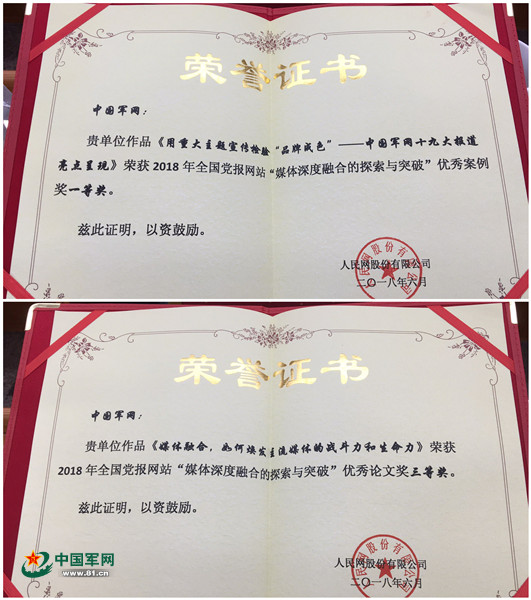 荣誉证书
中国军网：
贵单位作品《用重大主题宣传检验“品牌成色”——中国军网十九大报道
亮点呈现》荣获 2018 年全国党报网站“媒体深度融合的探索与突破”优秀案例
奖一等奖。
兹此证明，以资鼓励。
人民网股份有限公司
二〇一八年六月
荣誉证书
中国军网：
贵单位作品《媒体融合，如何焕发主流媒体的战斗力和生命力》荣获
2018 年全国党报网站“媒体深度融合的探索与突破”优秀论文奖三等奖。
兹此证明，以资鼓励。
人民网股份有限公司
二〇一八年六月
中国军网
www.81.cn